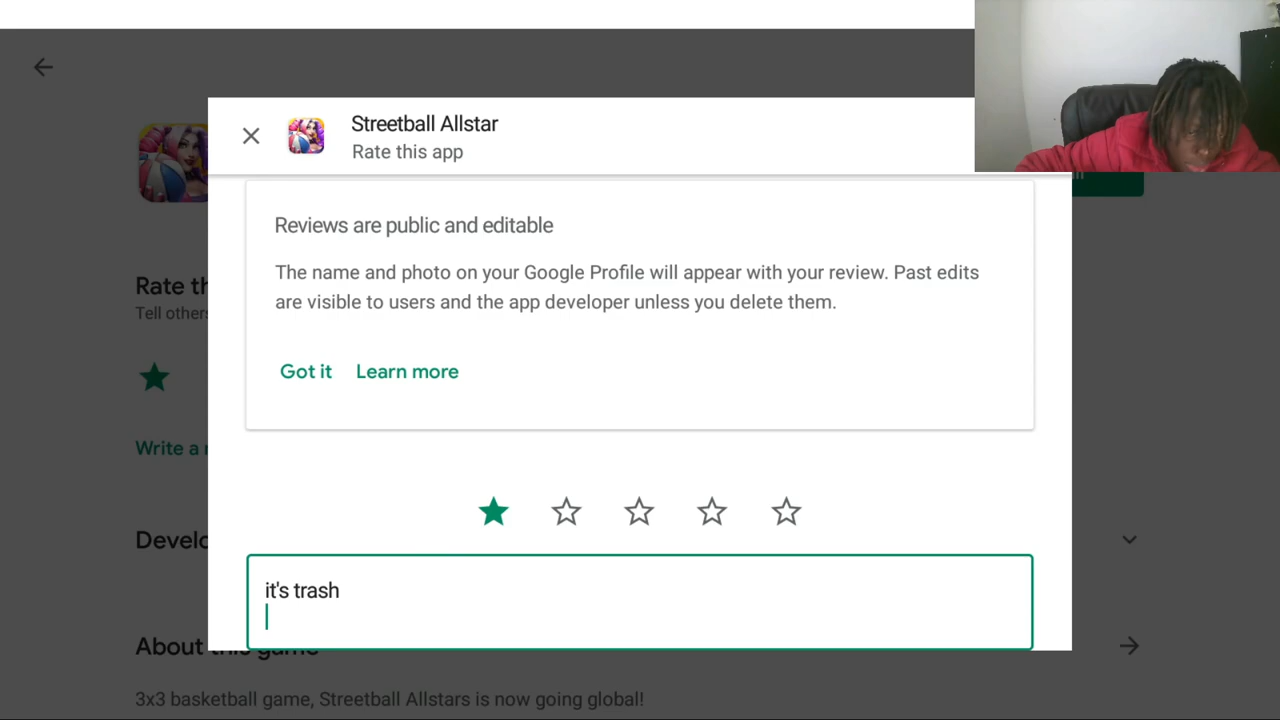 Streetball Allstar
Rate this app
Reviews are public and editable
The name and photo on your Google Profile will appear with your review. Past edits
are visible to users and the app developer unless you delete them.
Got it Learn more
Rate th
Tell others
Write a r
it's trash
Develo
About this game
3x3 basketball game, Streetball Allstars is now going global!